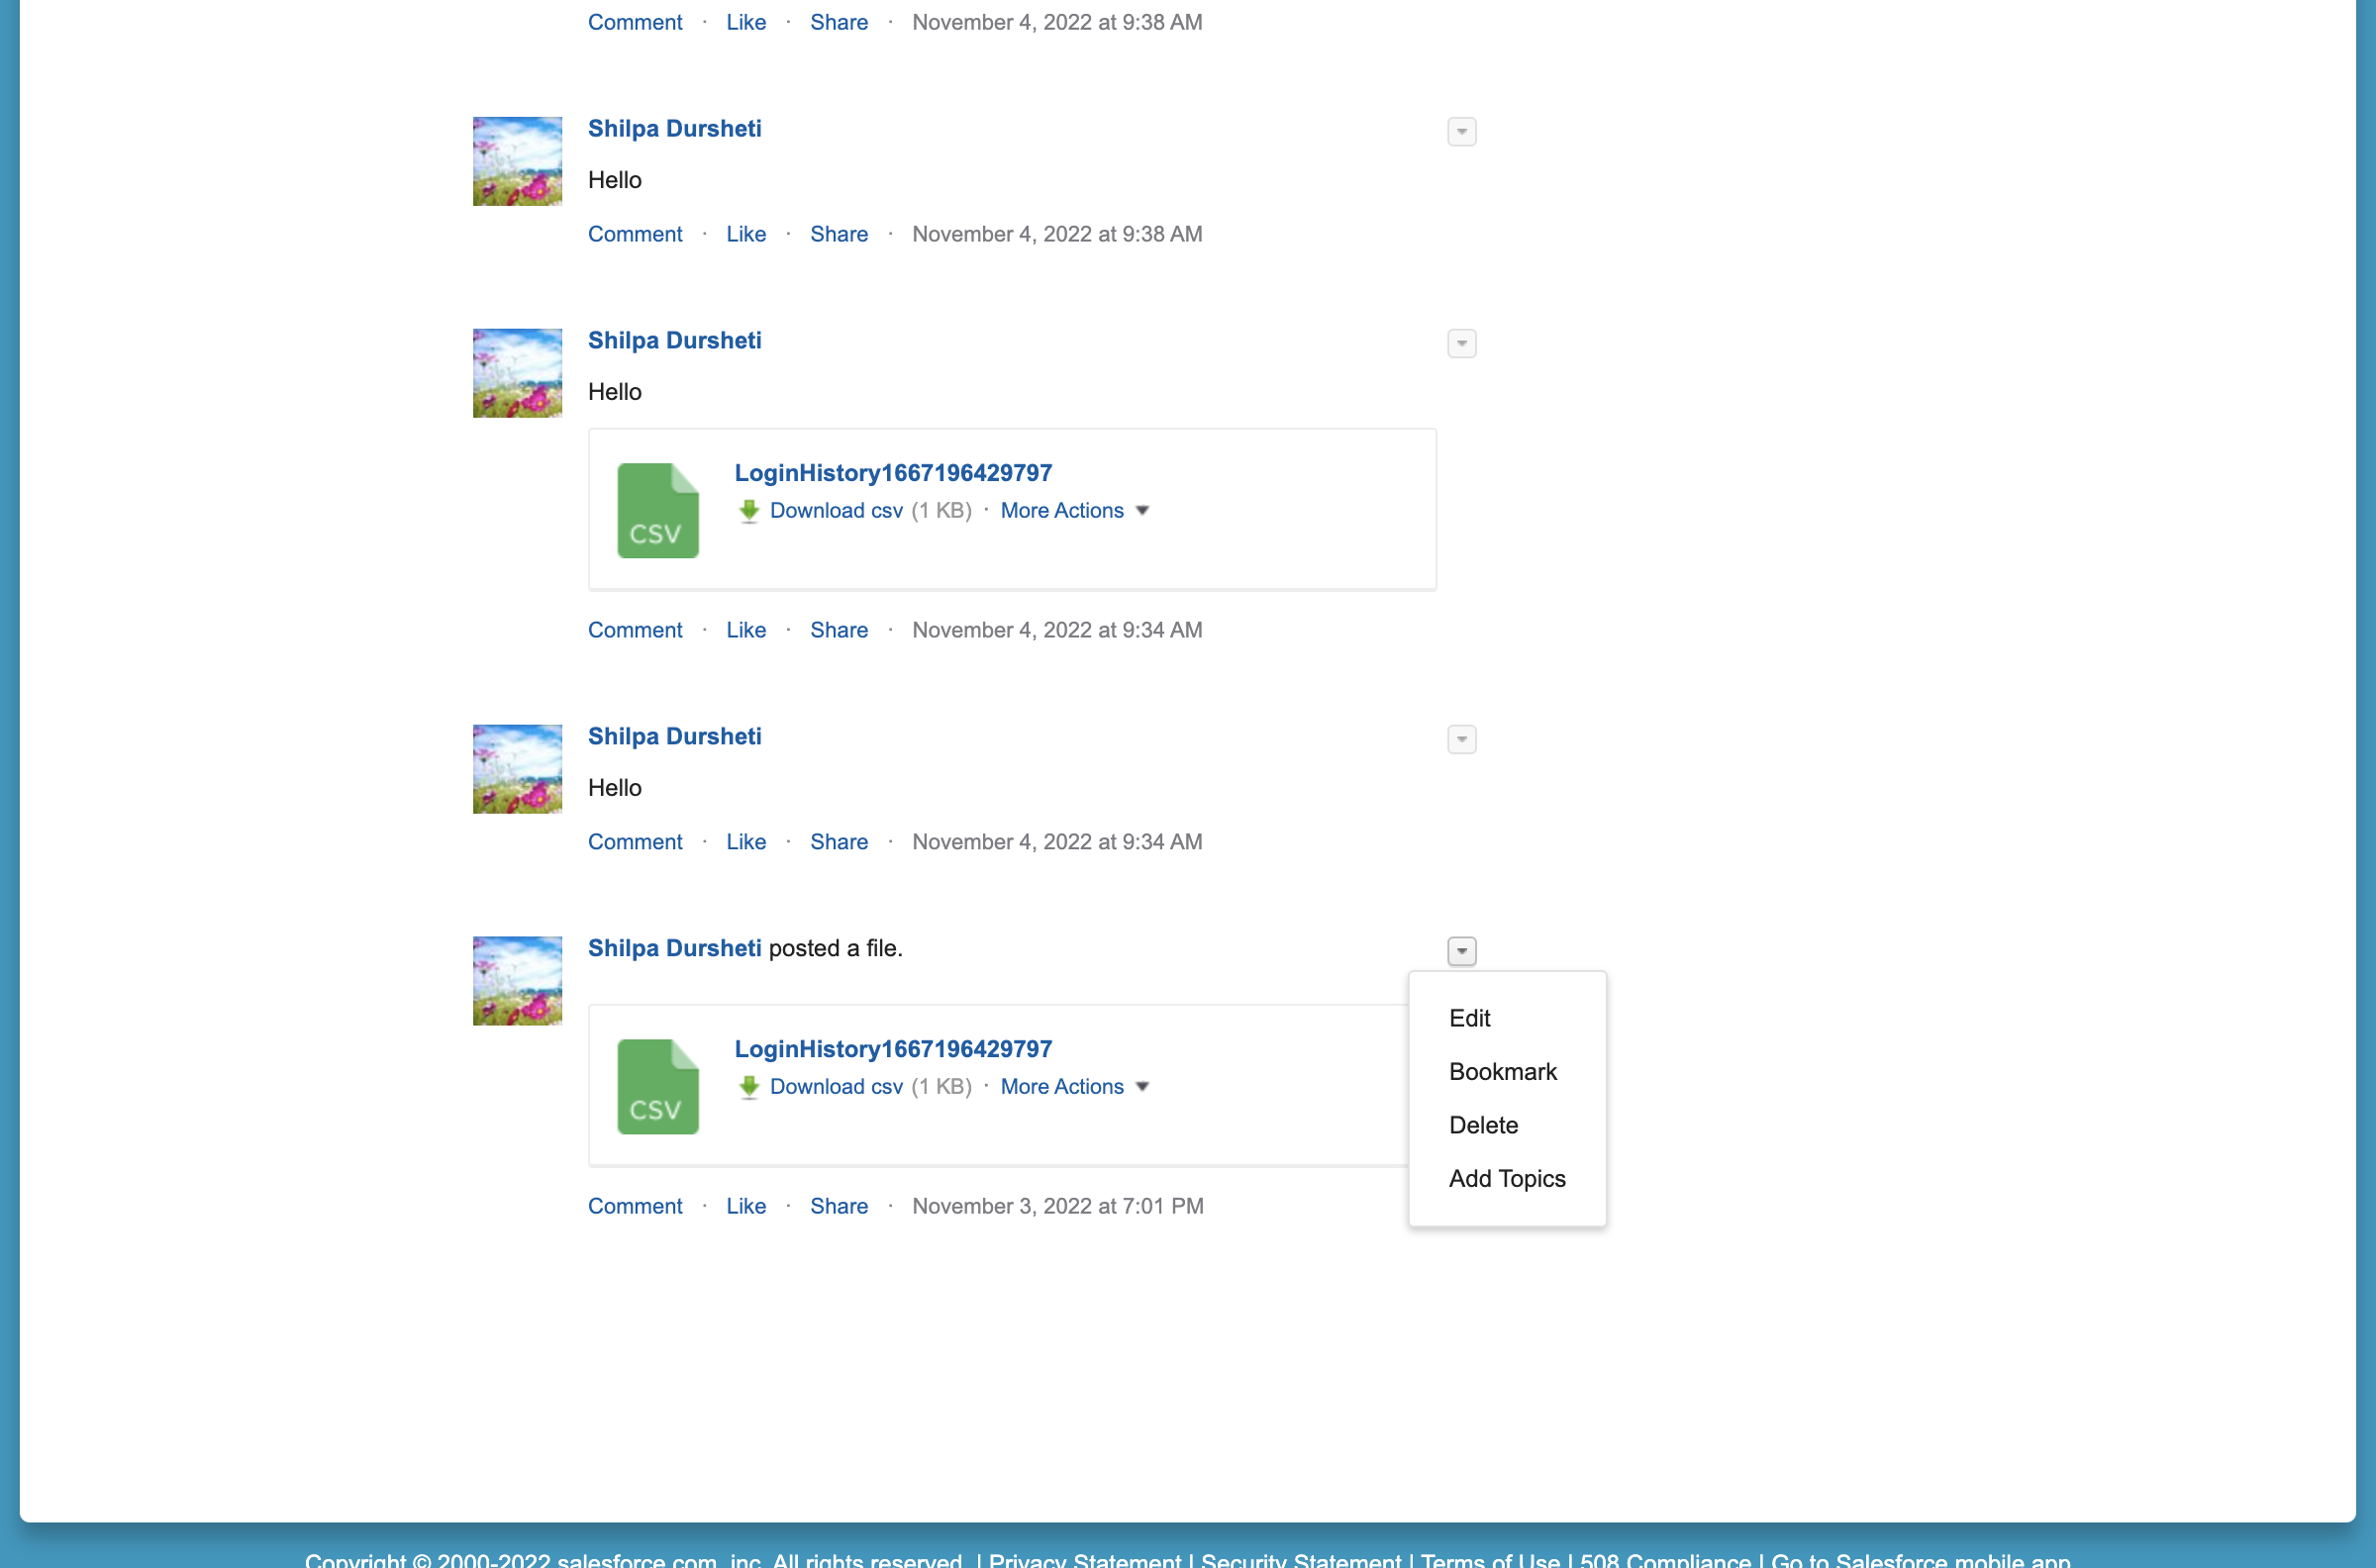 Comment · Like · Share · November 4, 2022 at 9:38 AM
Shilpa Dursheti
Hello
Comment · Like · Share · November 4, 2022 at 9:38 AM
Shilpa Dursheti
Hello
LoginHistory1667196429797
CSV
Download csv (1 KB) · More Actions
Comment · Like · Share · November 4, 2022 at 9:34 AM
Shilpa Dursheti
Hello
Comment · Like · Share · November 4, 2022 at 9:34 AM
Shilpa Dursheti posted a file.
LoginHistory1667196429797
CSV
Download csv (1 KB) · More Actions
Comment · Like · Share · November 3, 2022 at 7:01 PM
Edit
Bookmark
Delete
Add Topics
Copyright © 2000-2022 salesforce.com, inc. All rights reserved. | Privacy Statement | Security Statement | Terms of Use | 508 Compliance | Go to Salesforce mobile app